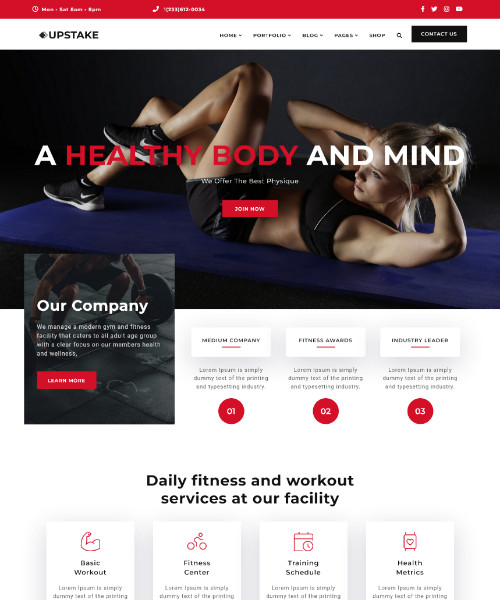 Mon - Sat 8am - 8pm
(223)612-0034
UPSTAKE
HOME
PORTFOLIO
BLOG
PAGES
SHOP
CONTACT US
A HEALTHY BODY AND MIND
We Offer The Best Physique
JOIN NOW
Our Company
We manage a modern gym and fitness
facility that caters to all adult age group
with a clear focus on our members health
and wellness,
LEARN MORE
MEDIUM COMPANY
Lorem Ipsum is simply
dummy text of the printing
and typesetting industry.
01
FITNESS AWARDS
Lorem Ipsum is simply
dummy text of the printing
and typesetting industry.
02
INDUSTRY LEADER
Lorem Ipsum is simply
dummy text of the printing
and typesetting industry.
03
Daily fitness and workout
services at our facility
Basic
Workout
Lorem Ipsum is simply
dummy text of the printing
Fitness
Center
Lorem Ipsum is simply
dummy text of the printing
Training
Schedule
Lorem Ipsum is simply
dummy text of the printing
Health
Metrics
Lorem Ipsum is simply
dummy text of the printing